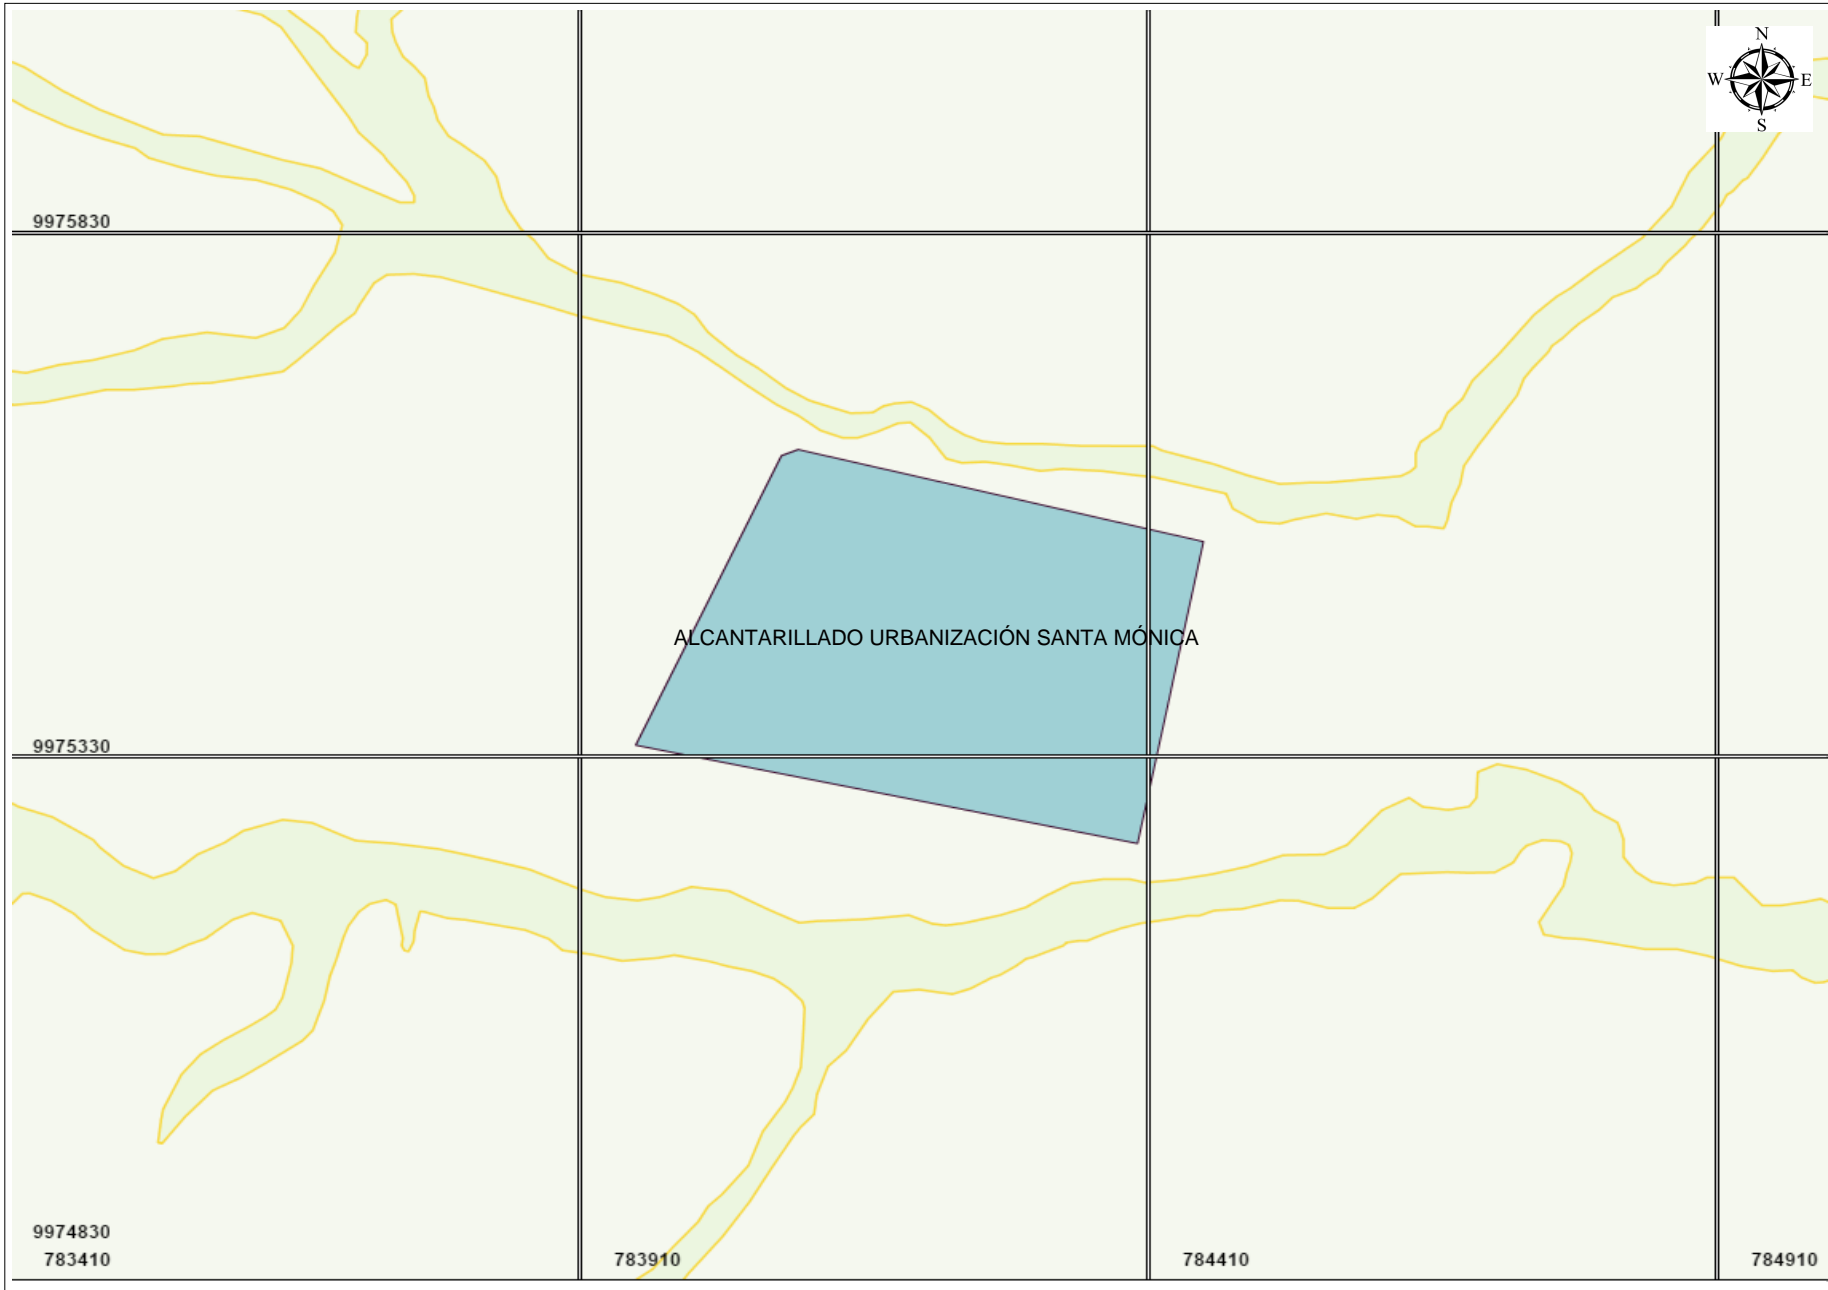 N
W E
S
9975830
ALCANTARILLADO URBANIZACIÓN SANTA MÓNICA
9975330
9974830
783410 783910 784410 784910